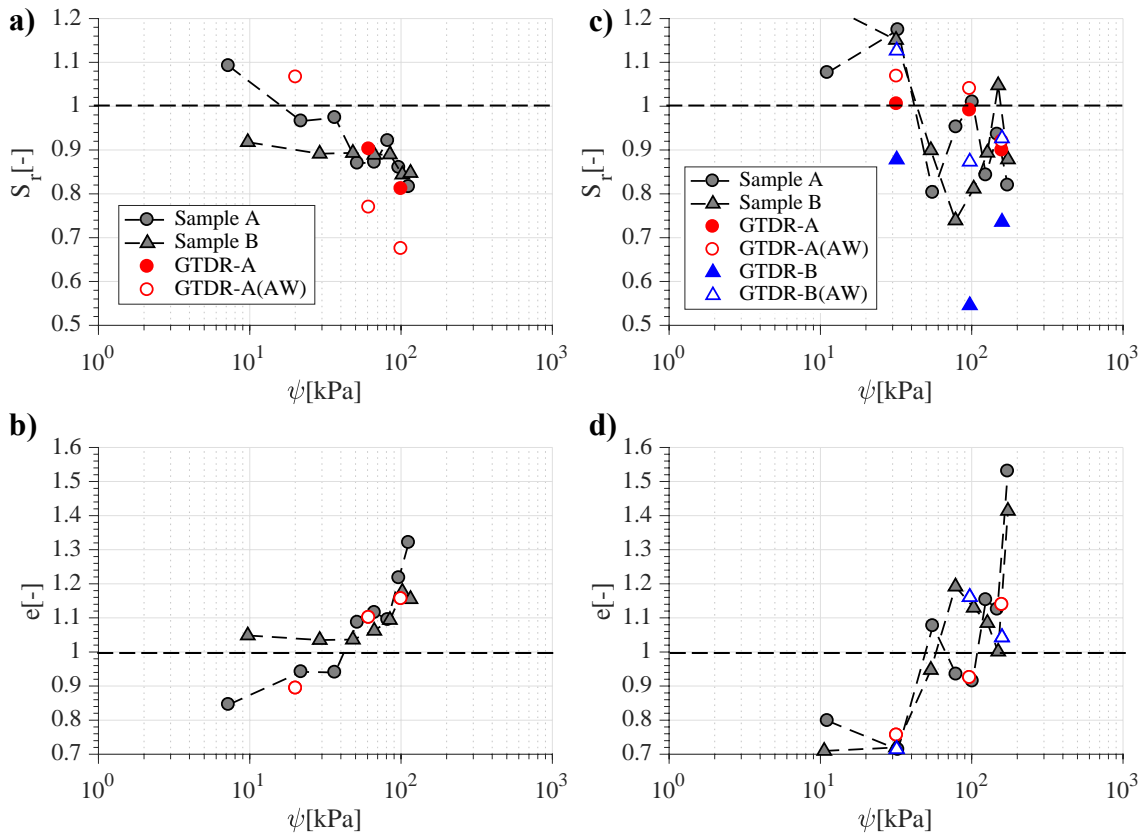 a)
1.2
1.1
1
0.9
0.8
0.7
0.6
0.5
S_r[-]
Sample A
Sample B
GTDR-A
GTDR-A(AW)
10^0
10^1
10^2
10^3
ψ[kPa]
c)
1.2
1.1
1
0.9
0.8
0.7
0.6
0.5
S_r[-]
Sample A
Sample B
GTDR-A
GTDR-A(AW)
GTDR-B
GTDR-B(AW)
10^0
10^1
10^2
10^3
ψ[kPa]
b)
1.6
1.5
1.4
1.3
1.2
1.1
1
0.9
0.8
0.7
e[-]
10^0
10^1
10^2
10^3
ψ[kPa]
d)
1.6
1.5
1.4
1.3
1.2
1.1
1
0.9
0.8
0.7
e[-]
10^0
10^1
10^2
10^3
ψ[kPa]